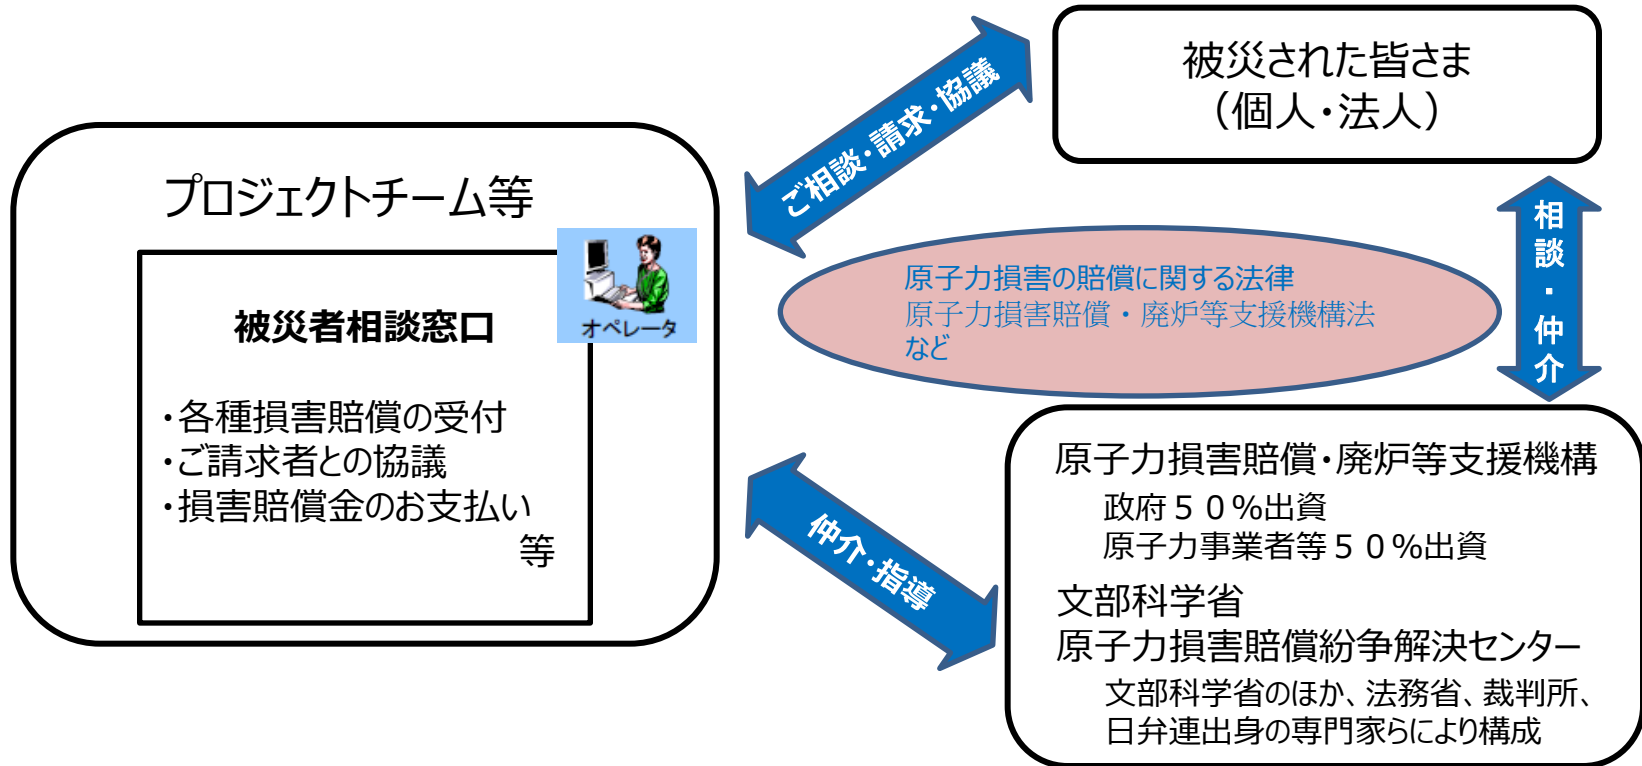 被災された皆さま
（個人・法人）
ご相談・請求・協議
プロジェクトチーム等
オペレータ
被災者相談窓口
・各種損害賠償の受付
・ご請求者との協議
・損害賠償金のお支払い
等
原子力損害の賠償に関する法律
原子力損害賠償・廃炉等支援機構法
など
相談・仲介
仲介・指導
原子力損害賠償・廃炉等支援機構
政府５０％出資
原子力事業者等５０％出資
文部科学省
原子力損害賠償紛争解決センター
文部科学省のほか、法務省、裁判所、
日弁連出身の専門家らにより構成